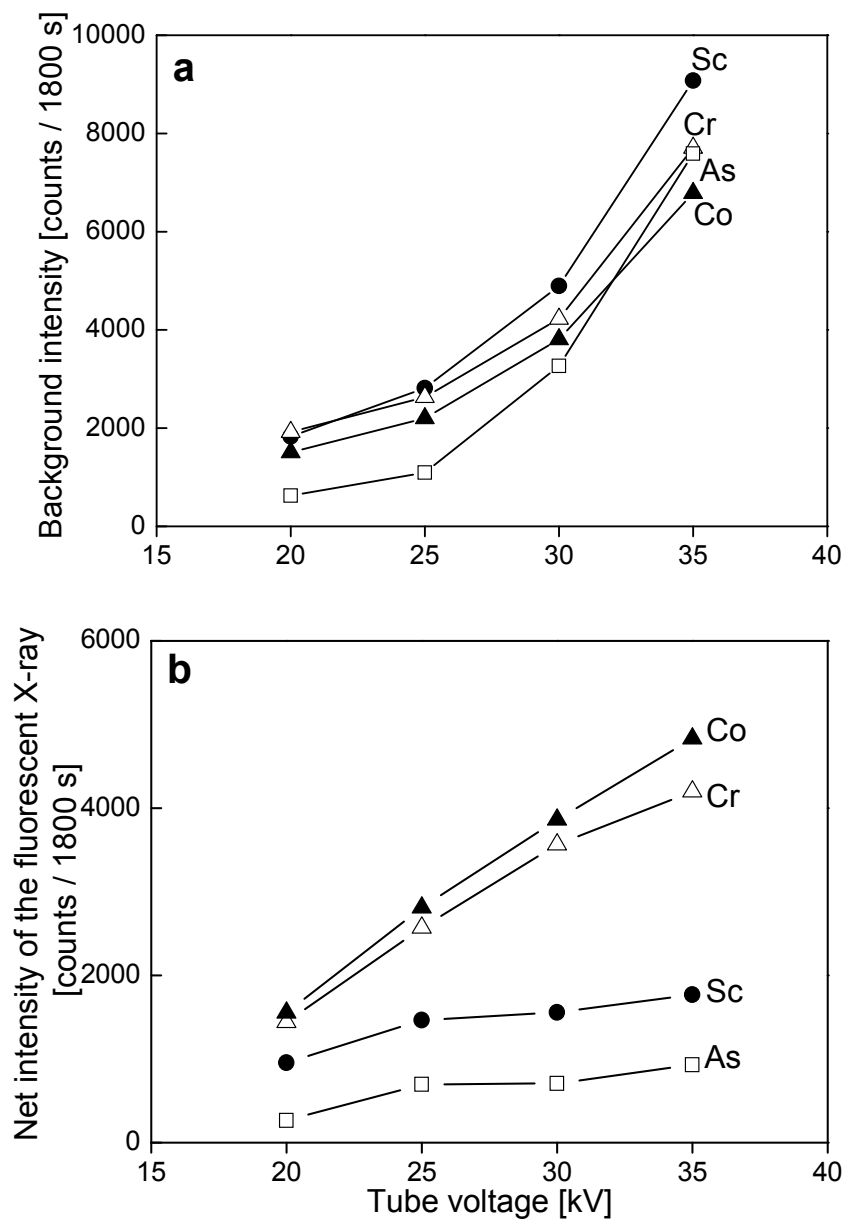 Background intensity [counts / 1800 s]
a
10000
8000
6000
4000
2000
0
15 20 25 30 35 40
Sc
Cr
As
Co
Net intensity of the fluorescent X-ray
[counts / 1800 s]
b
6000
4000
2000
0
15 20 25 30 35 40
Co
Cr
Sc
As
Tube voltage [kV]